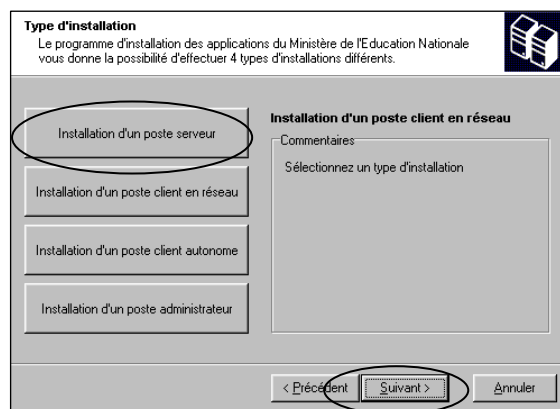 Type d'installation
Le programme d'installation des applications du Ministère de l'Education Nationale
vous donne la possibilité d'effectuer 4 types d'installations différents.
Installation d'un poste serveur
Installation d'un poste client en réseau
Installation d'un poste client autonome
Installation d'un poste administrateur
Installation d'un poste client en réseau
Commentaires
Sélectionnez un type d'installation
< Précédent
Suivant >
Annuler